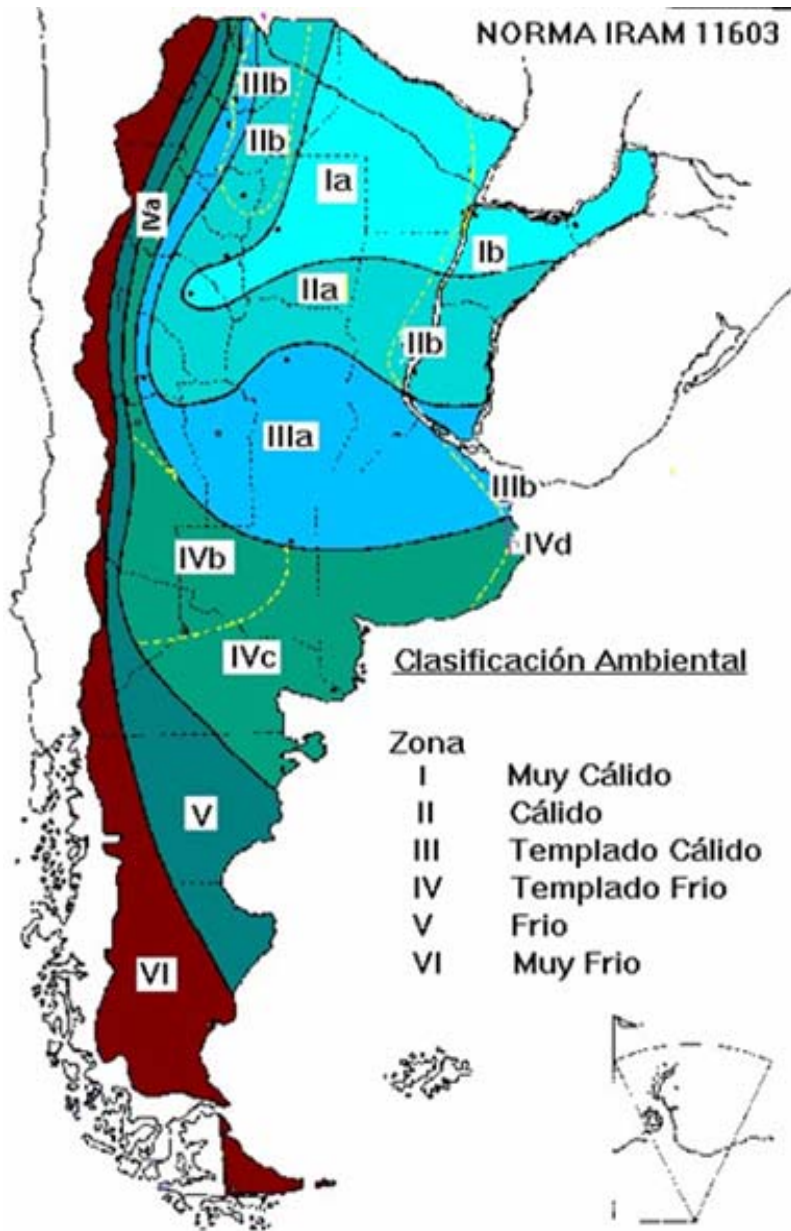 NORMA IRAM 11603
IIIb
IIb
Ia
IVa
Ib
IIa
IIb
IIIa
IIIb
IVb
IVd
IVc
Clasificación Ambiental
Zona
I Muy Cálido
II Cálido
III Templado Cálido
IV Templado Frio
V Frio
VI Muy Frio
V
VI